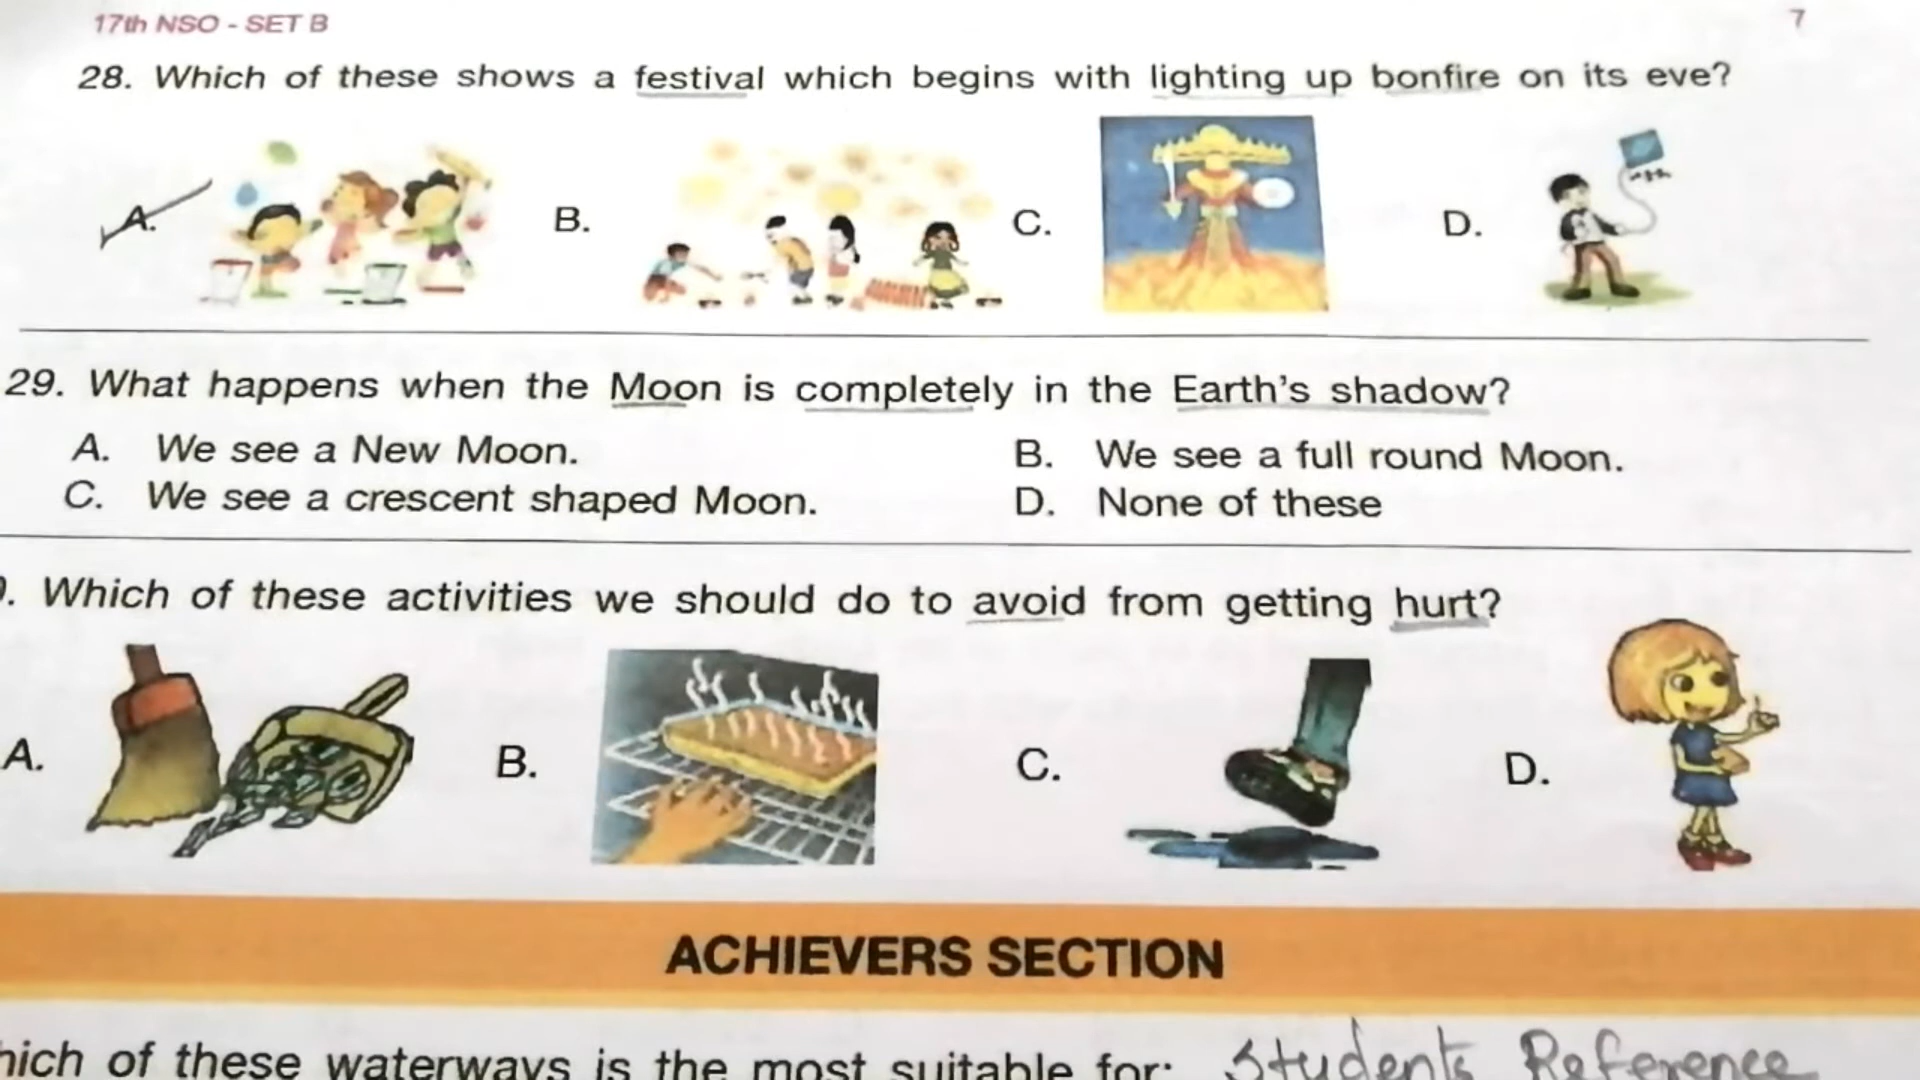 17th NSO - SET B
7
28. Which of these shows a festival which begins with lighting up bonfire on its eve?
A.
B.
C.
D.
29. What happens when the Moon is completely in the Earth's shadow?
A. We see a New Moon.
B. We see a full round Moon.
C. We see a crescent shaped Moon.
D. None of these
. Which of these activities we should do to avoid from getting hurt?
A.
B.
C.
D.
ACHIEVERS SECTION
hich of these waterways is the most suitable for: Students Reference